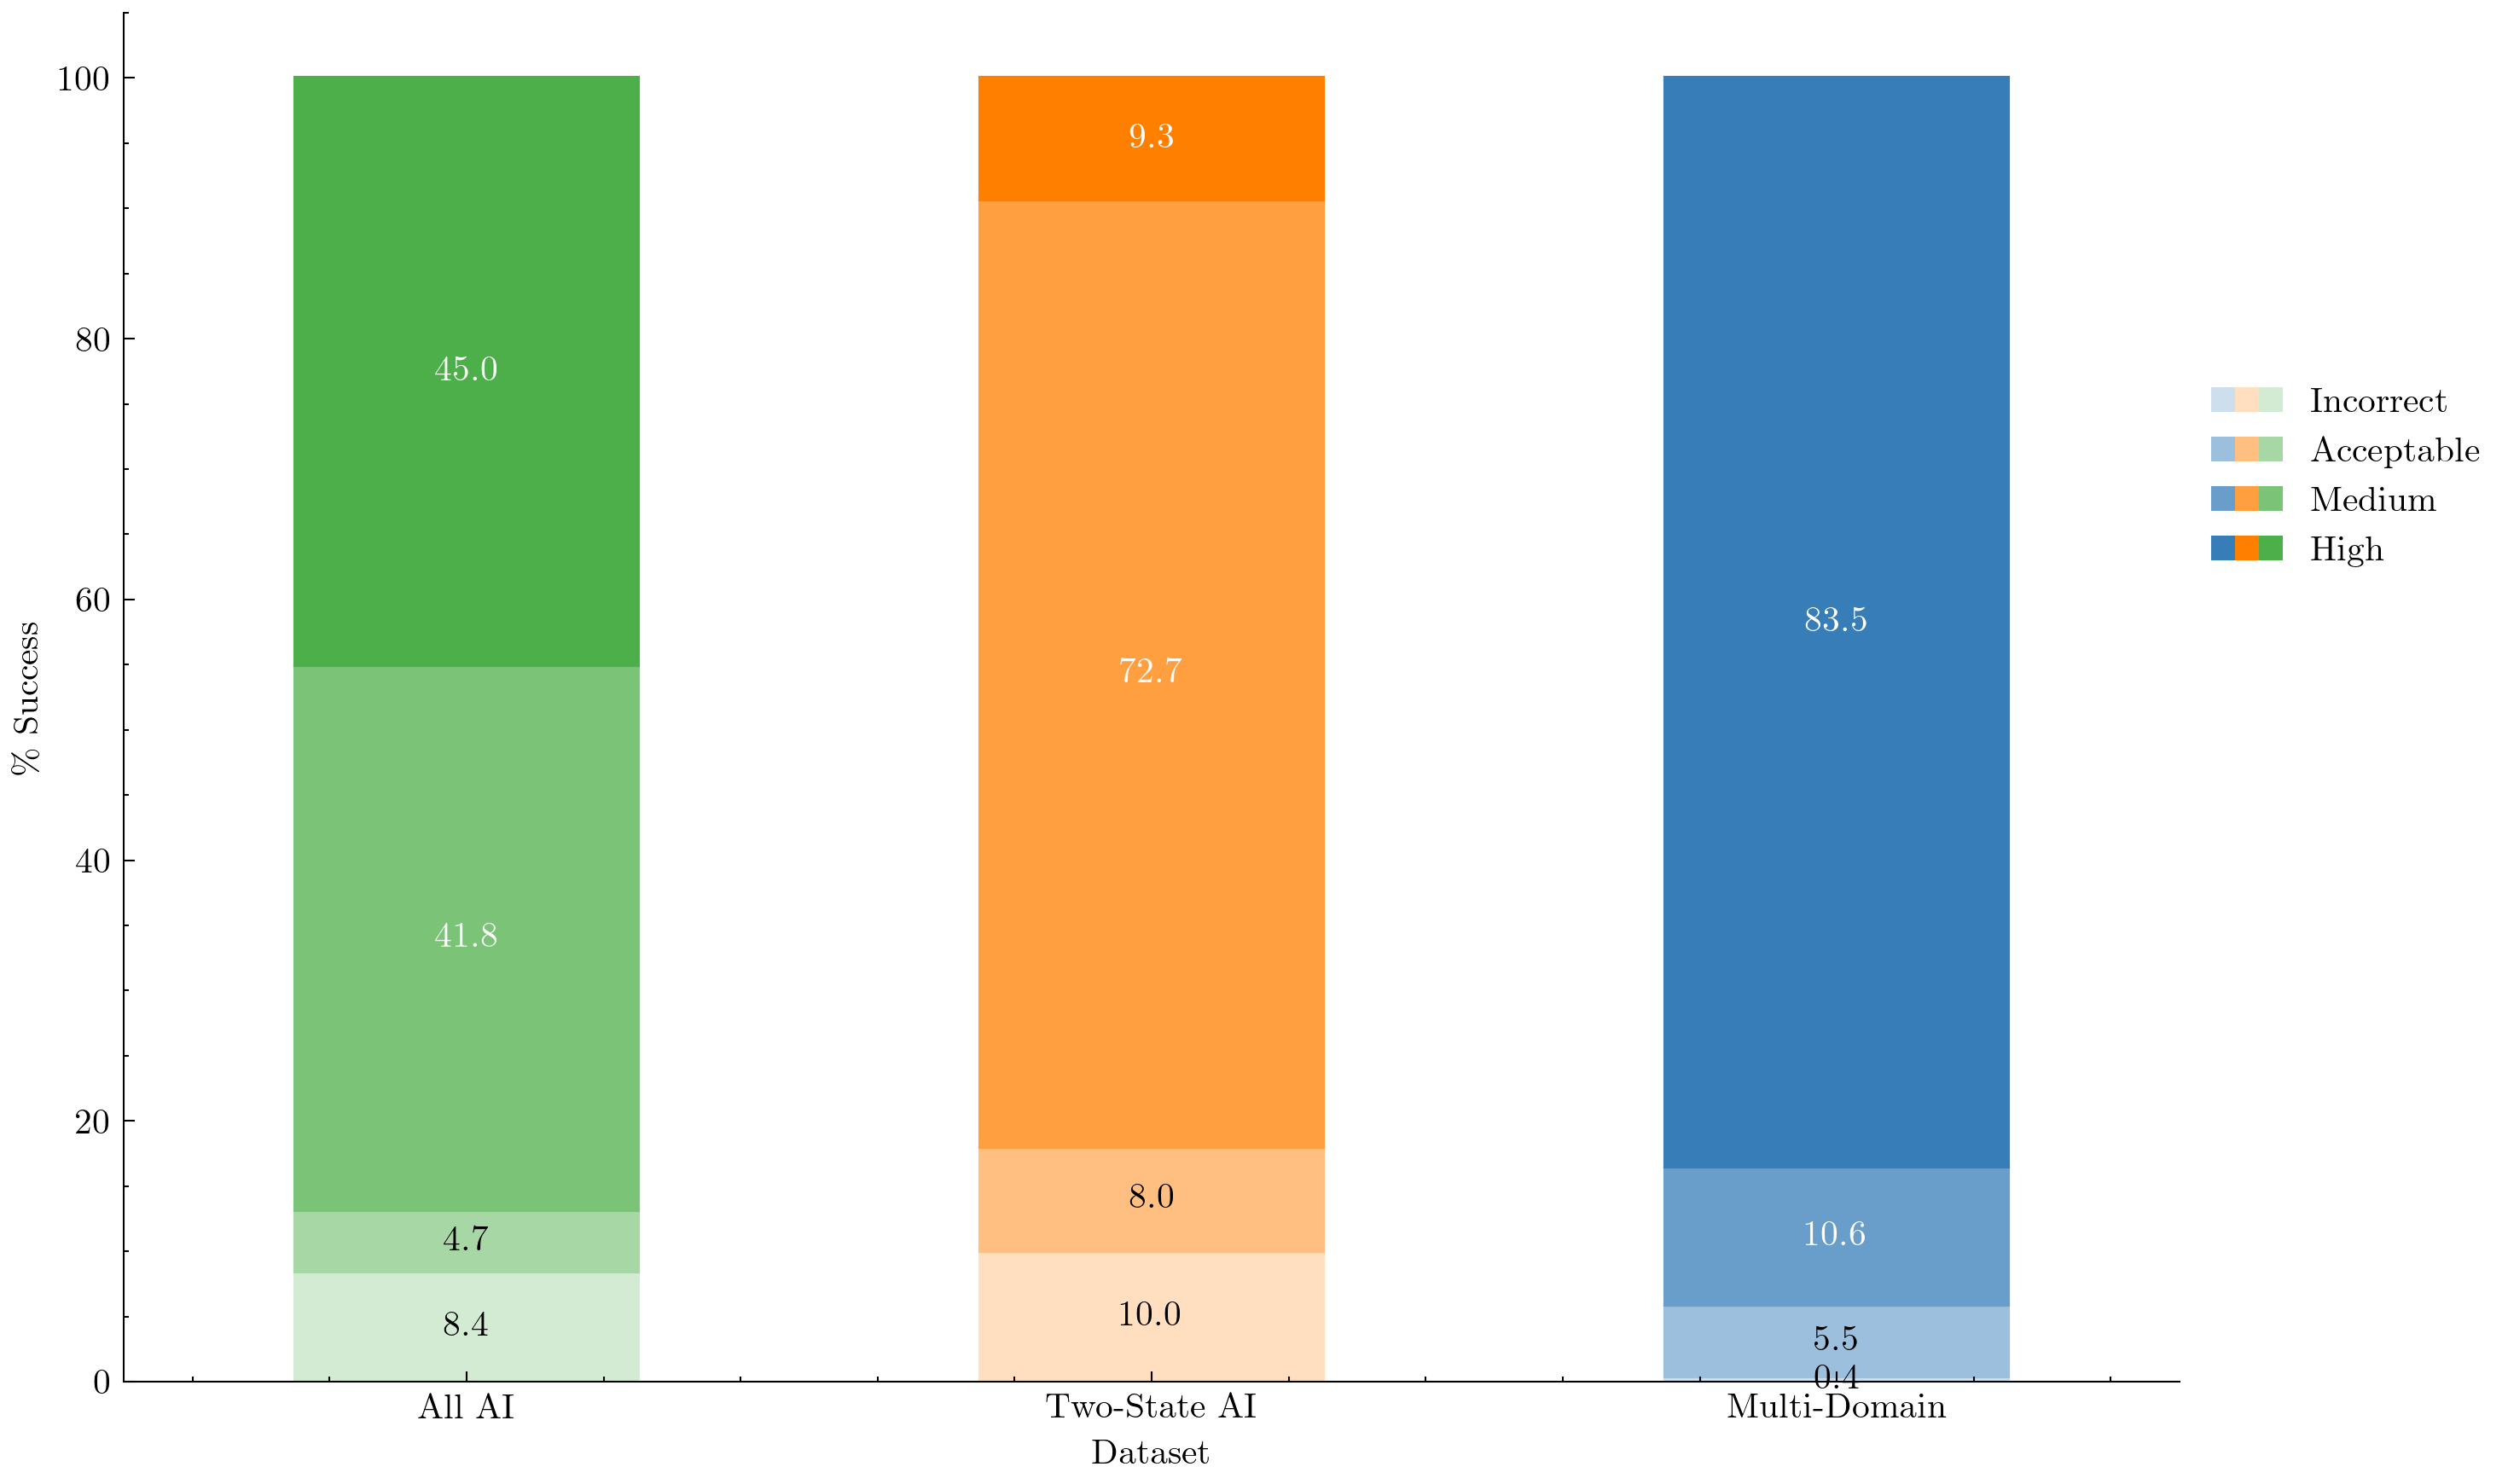 % Success
100
80
60
40
20
0
45.0
41.8
4.7
8.4
9.3
72.7
8.0
10.0
83.5
10.6
5.5
0.4
All AI
Two-State AI
Multi-Domain
Dataset
Incorrect
Acceptable
Medium
High